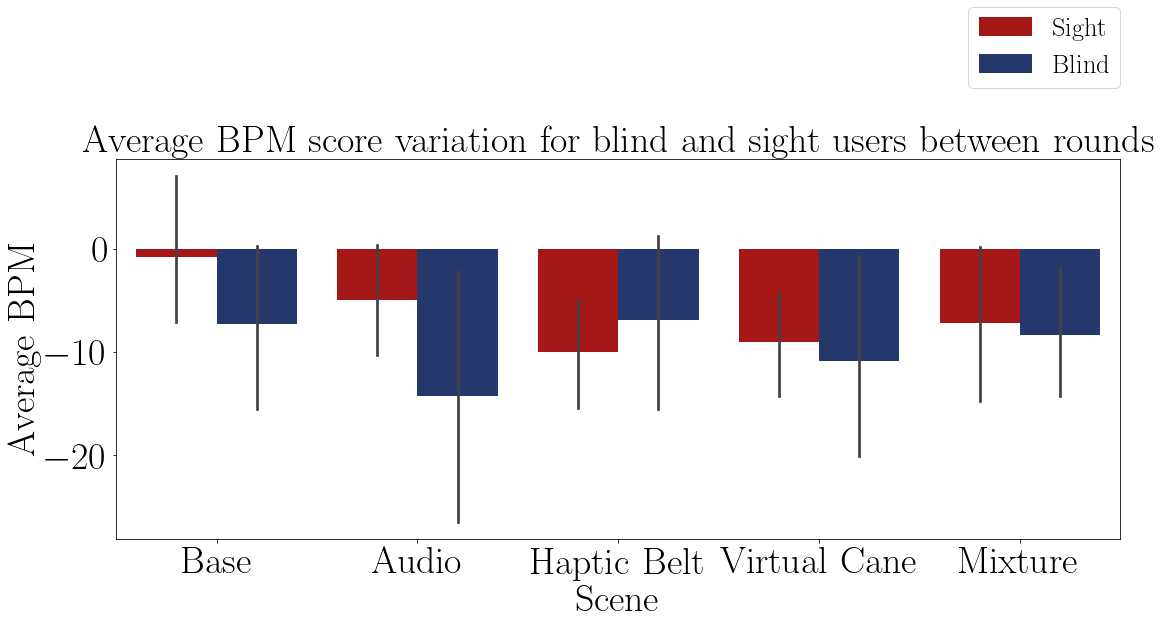 Sight
Blind
Average BPM score variation for blind and sight users between rounds
Average BPM
0
−10
−20
Base Audio Haptic Belt Virtual Cane Mixture
Scene